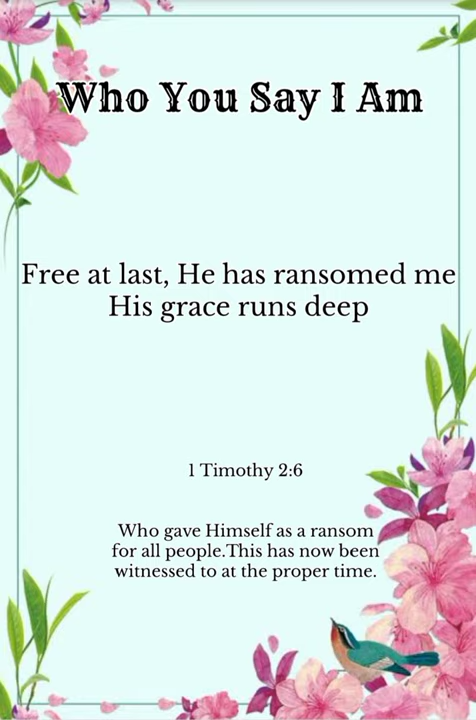 Who You Say I Am
Free at last, He has ransomed me
His grace runs deep
1 Timothy 2:6
Who gave Himself as a ransom
for all people.This has now been
witnessed to at the proper time.